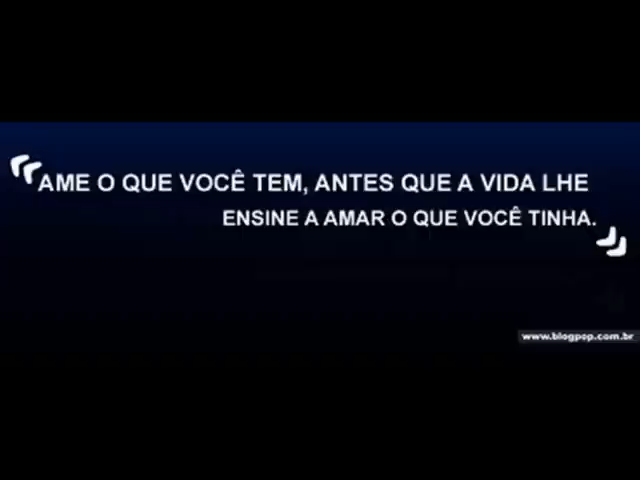 AME O QUE VOCÊ TEM, ANTES QUE A VIDA LHE
ENSINE A AMAR O QUE VOCÊ TINHA.
www.blogpop.com.br